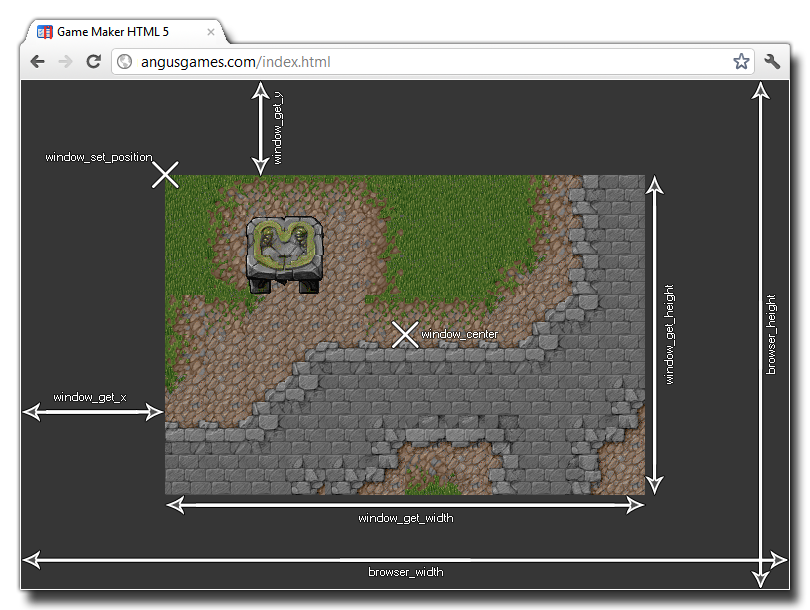 Game Maker HTML 5
angusgames.com/index.html
window_get_y
window_set_position
window_center
window_get_height
browser_height
window_get_x
window_get_width
browser_width